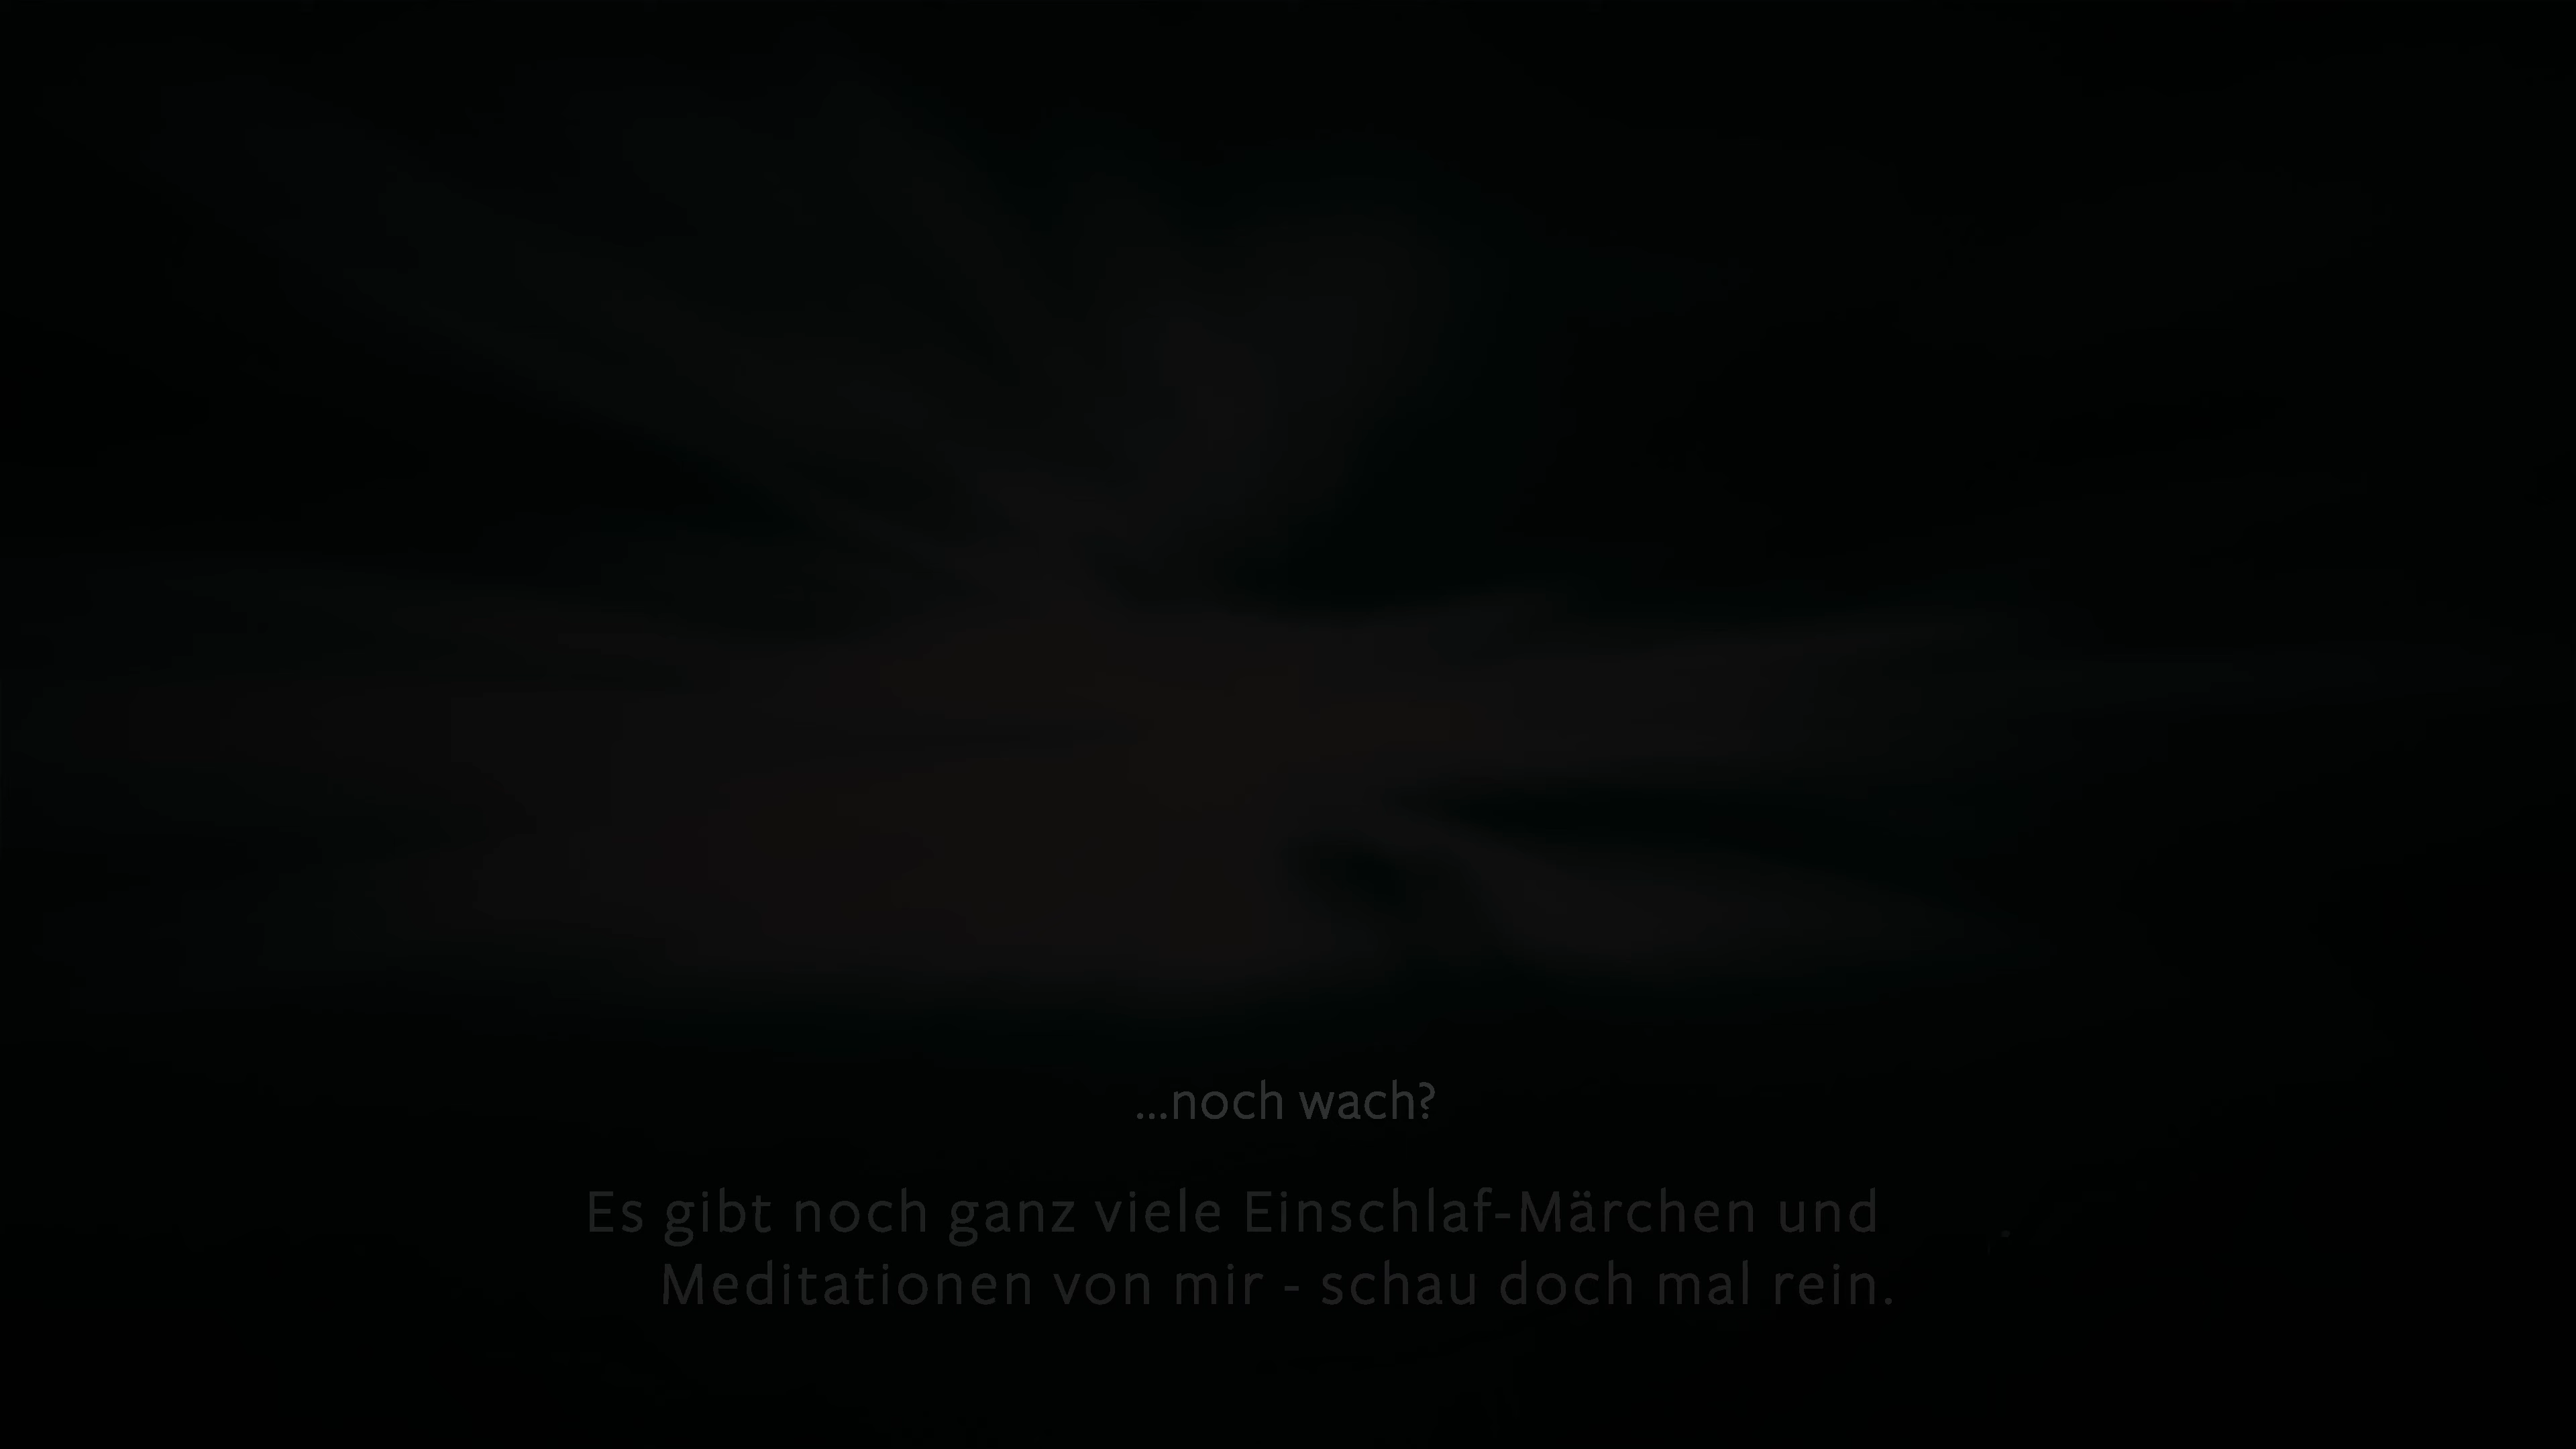 ...noch wach?
Es gibt noch ganz viele Einschlaf-Märchen und
Meditationen von mir - schau doch mal rein.